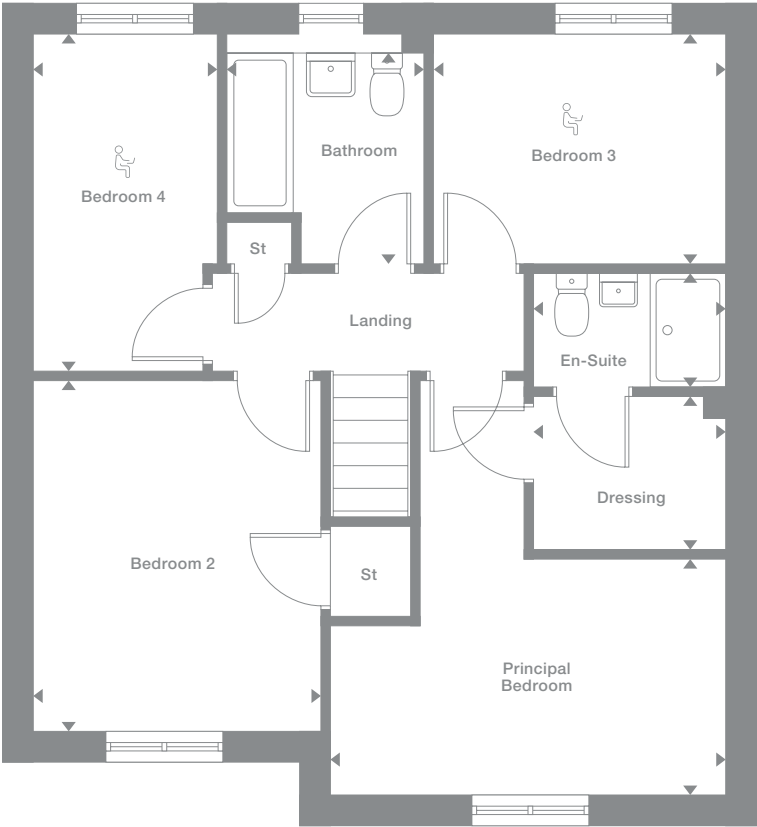 Bathroom
Bedroom 3
Bedroom 4
St
Landing
En-Suite
Dressing
Bedroom 2
St
Principal
Bedroom